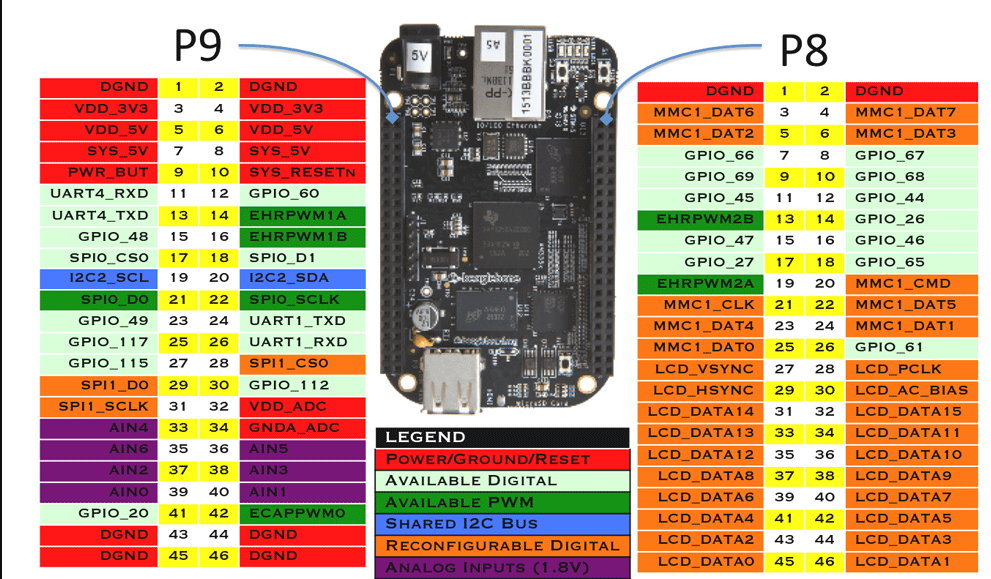 P9
P8
DGND 1 2 DGND
VDD_3V3 3 4 VDD_3V3
VDD_5V 5 6 VDD_5V
SYS_5V 7 8 SYS_5V
PWR_BUT 9 10 SYS_RESETN
UART4_RXD 11 12 GPIO_60
UART4_TXD 13 14 EHRPWM1A
GPIO_48 15 16 EHRPWM1B
SPI0_CS0 17 18 SPI0_D1
I2C2_SCL 19 20 I2C2_SDA
SPI0_D0 21 22 SPI0_SCLK
GPIO_49 23 24 UART1_TXD
GPIO_117 25 26 UART1_RXD
GPIO_115 27 28 SPI1_CS0
SPI1_D0 29 30 GPIO_112
SPI1_SCLK 31 32 VDD_ADC
AIN4 33 34 GNDA_ADC
AIN6 35 36 AIN5
AIN2 37 38 AIN3
AIN0 39 40 AIN1
GPIO_20 41 42 ECAPPWM0
DGND 43 44 DGND
DGND 45 46 DGND
5V
A5
1513BBBK0001
10/100 Ethernet
beaglebone
microSD Card
LEGEND
Power/Ground/Reset
Available Digital
Available PWM
Shared I2C Bus
Reconfigurable Digital
Analog Inputs (1.8V)
DGND 1 2 DGND
MMC1_DAT6 3 4 MMC1_DAT7
MMC1_DAT2 5 6 MMC1_DAT3
GPIO_66 7 8 GPIO_67
GPIO_69 9 10 GPIO_68
GPIO_45 11 12 GPIO_44
EHRPWM2B 13 14 GPIO_26
GPIO_47 15 16 GPIO_46
GPIO_27 17 18 GPIO_65
EHRPWM2A 19 20 MMC1_CMD
MMC1_CLK 21 22 MMC1_DAT5
MMC1_DAT4 23 24 MMC1_DAT1
MMC1_DAT0 25 26 GPIO_61
LCD_VSYNC 27 28 LCD_PCLK
LCD_HSYNC 29 30 LCD_AC_BIAS
LCD_DATA14 31 32 LCD_DATA15
LCD_DATA13 33 34 LCD_DATA11
LCD_DATA12 35 36 LCD_DATA10
LCD_DATA8 37 38 LCD_DATA9
LCD_DATA6 39 40 LCD_DATA7
LCD_DATA4 41 42 LCD_DATA5
LCD_DATA2 43 44 LCD_DATA3
LCD_DATA0 45 46 LCD_DATA1